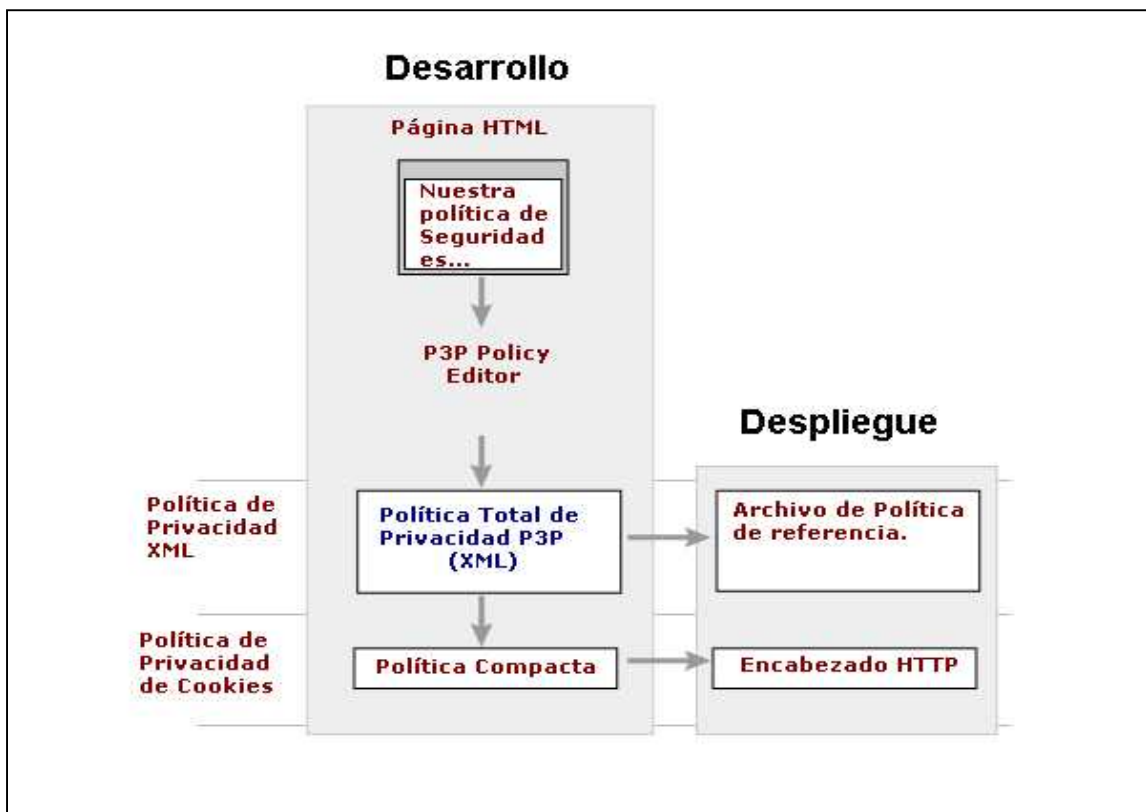 Desarrollo
Página HTML
Nuestra
política de
Seguridad
es...
P3P Policy
Editor
Despliegue
Política de
Privacidad
XML
Política Total de
Privacidad P3P
(XML)
Archivo de Política
de referencia.
Política de
Privacidad
de Cookies
Política Compacta
Encabezado HTTP